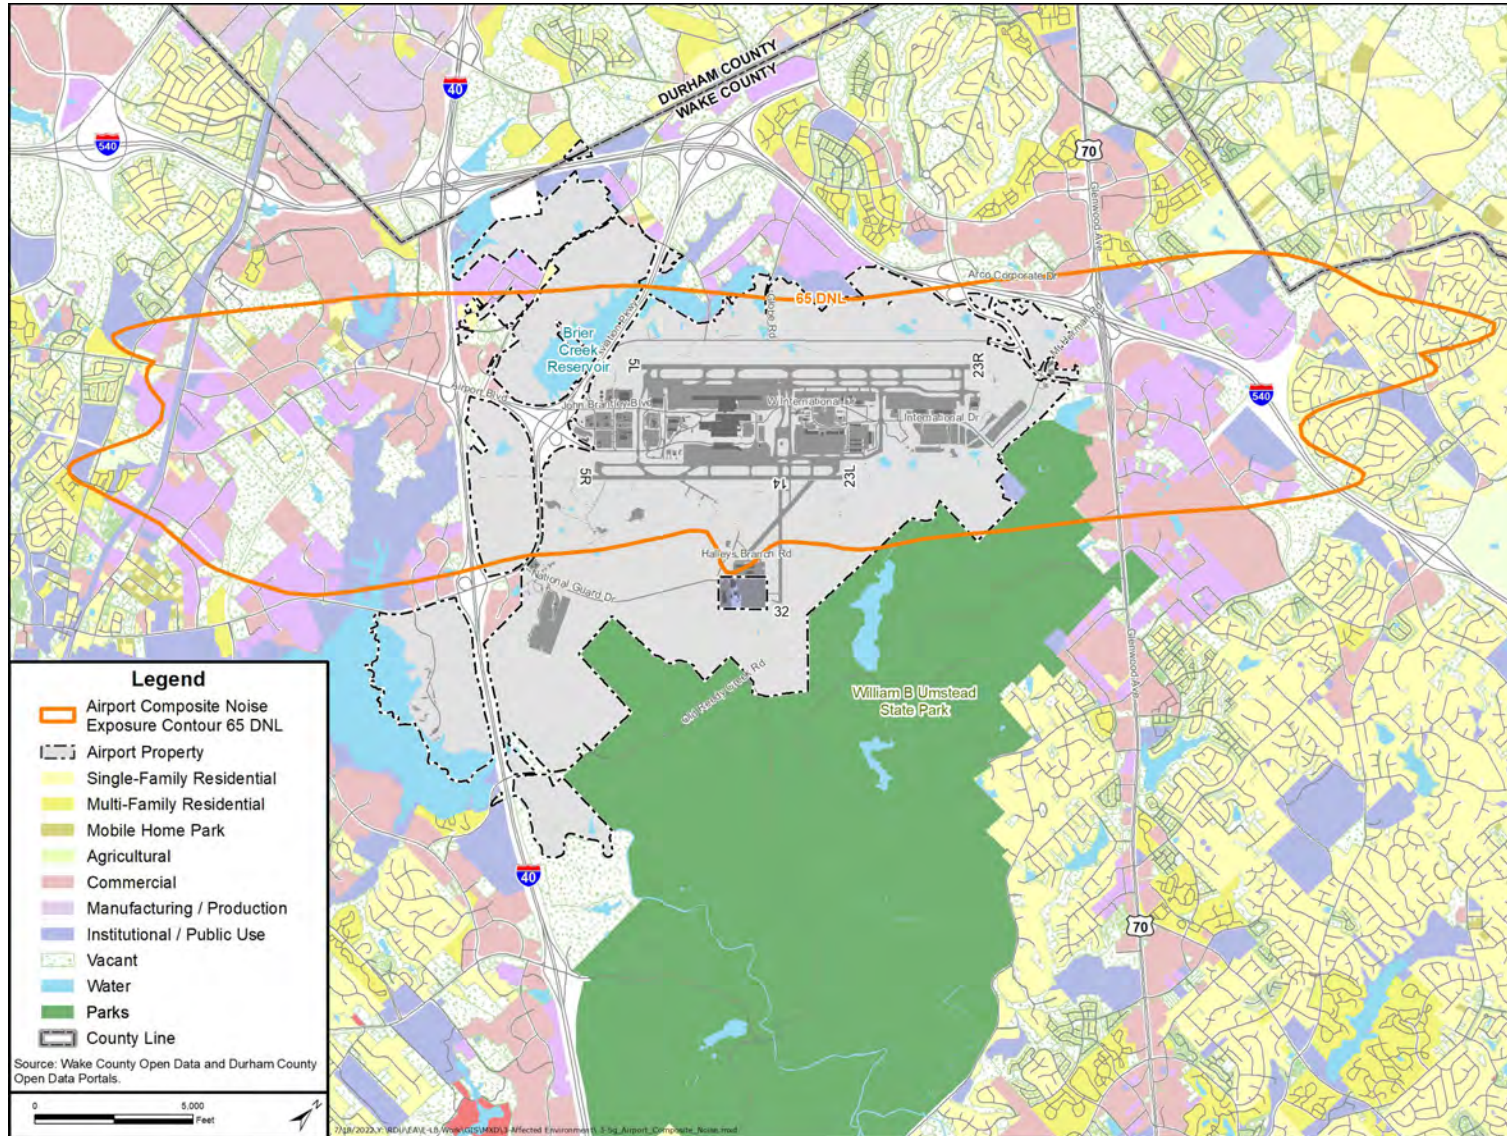 DURHAM COUNTY
WAKE COUNTY
40
540
70
Glenwood Ave
Arco Corporate Dr
65 DNL
Globe Rd
Brier
Creek
Reservoir
5L
23R
Airport Blvd
John Brantley Blvd
W International Dr
International Dr
540
5R
14
23L
Haleys Branch Rd
National Guard Dr
32
Glenwood Ave
William B Umstead
State Park
40
70
Legend
Airport Composite Noise
Exposure Contour 65 DNL
Airport Property
Single-Family Residential
Multi-Family Residential
Mobile Home Park
Agricultural
Commercial
Manufacturing / Production
Institutional / Public Use
Vacant
Water
Parks
County Line
Source: Wake County Open Data and Durham County
Open Data Portals.
0 5,000
Feet
N